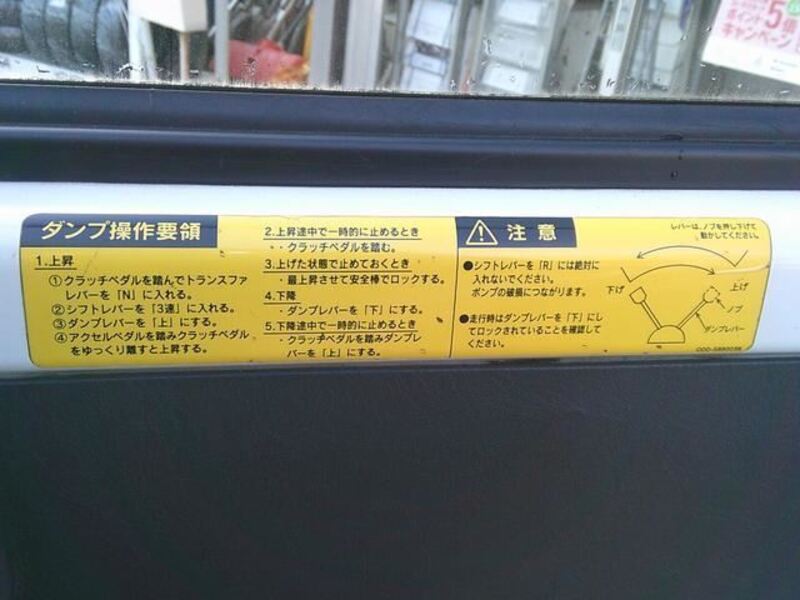 ポイント5倍
キャンペーン
ダンプ操作要領
1.上昇
①クラッチペダルを踏んでトランスファ
レバーを「N」に入れる。
②シフトレバーを「3速」に入れる。
③ダンプレバーを「上」にする。
④アクセルペダルを踏みクラッチペダル
をゆっくり離すと上昇する。
2.上昇途中で一時的に止めるとき
・クラッチペダルを踏む。
3.上げた状態で止めておくとき
・最上昇させて安全棒でロックする。
4.下降
・ダンプレバーを「下」にする。
5.下降途中で一時的に止めるとき
・クラッチペダルを踏みダンプレ
バーを「上」にする。
注意
●シフトレバーを「R」には絶対に
入れないでください。
ポンプの破損につながります。
●走行時はダンプレバーを「下」にし
てロックされていることを確認して
ください。
レバーは、ノブを押し下げて
動かしてください。
下げ
上げ
ノブ
ダンプレバー